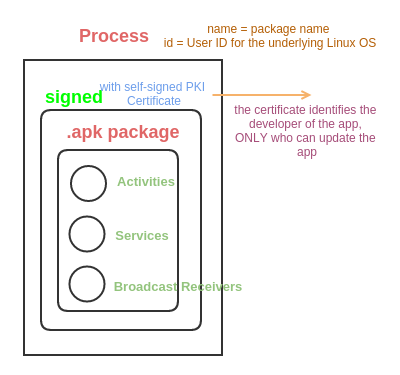 Process
name = package name
id = User ID for the underlying Linux OS
signed
with self-signed PKI
Certificate
the certificate identifies the
developer of the app,
ONLY who can update the
app
.apk package
Activities
Services
Broadcast Receivers